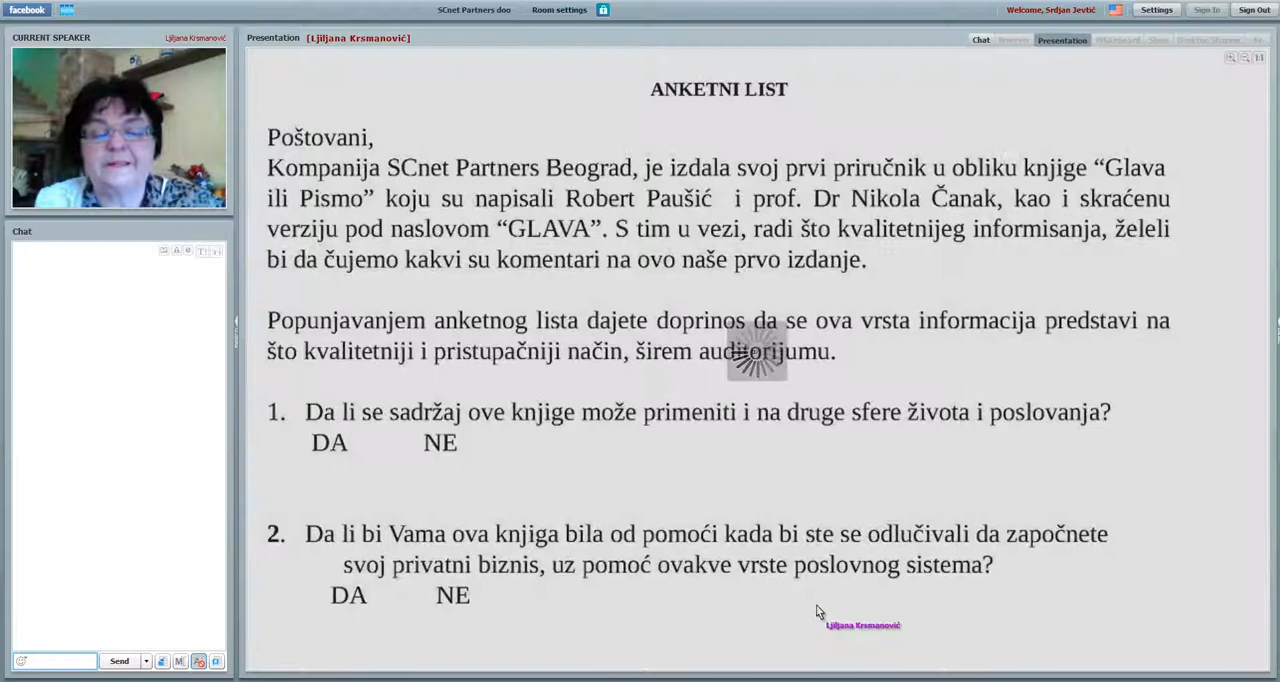 facebook
SCnet Partners doo
Room settings
Welcome, Srdjan Jevtić
Settings
Sign In
Sign Out
CURRENT SPEAKER
Ljiljana Krsmanović
Presentation
[Ljiljana Krsmanović]
Chat
Presentation
Whiteboard
Desktop Sharing
Chat
ANKETNI LIST
Poštovani,
Kompanija SCnet Partners Beograd, je izdala svoj prvi priručnik u obliku knjige “Glava
ili Pismo” koju su napisali Robert Paušić i prof. Dr Nikola Čanak, kao i skraćenu
verziju pod naslovom “GLAVA”. S tim u vezi, radi što kvalitetnijeg informisanja, želeli
bi da čujemo kakvi su komentari na ovo naše prvo izdanje.
Popunjavanjem anketnog lista dajete doprinos da se ova vrsta informacija predstavi na
što kvalitetniji i pristupačniji način, širem auditorijumu.
1. Da li se sadržaj ove knjige može primeniti i na druge sfere života i poslovanja?
DA NE
2. Da li bi Vama ova knjiga bila od pomoći kada bi ste se odlučivali da započnete
svoj privatni biznis, uz pomoć ovakve vrste poslovnog sistema?
DA NE
Ljiljana Krsmanović
Send